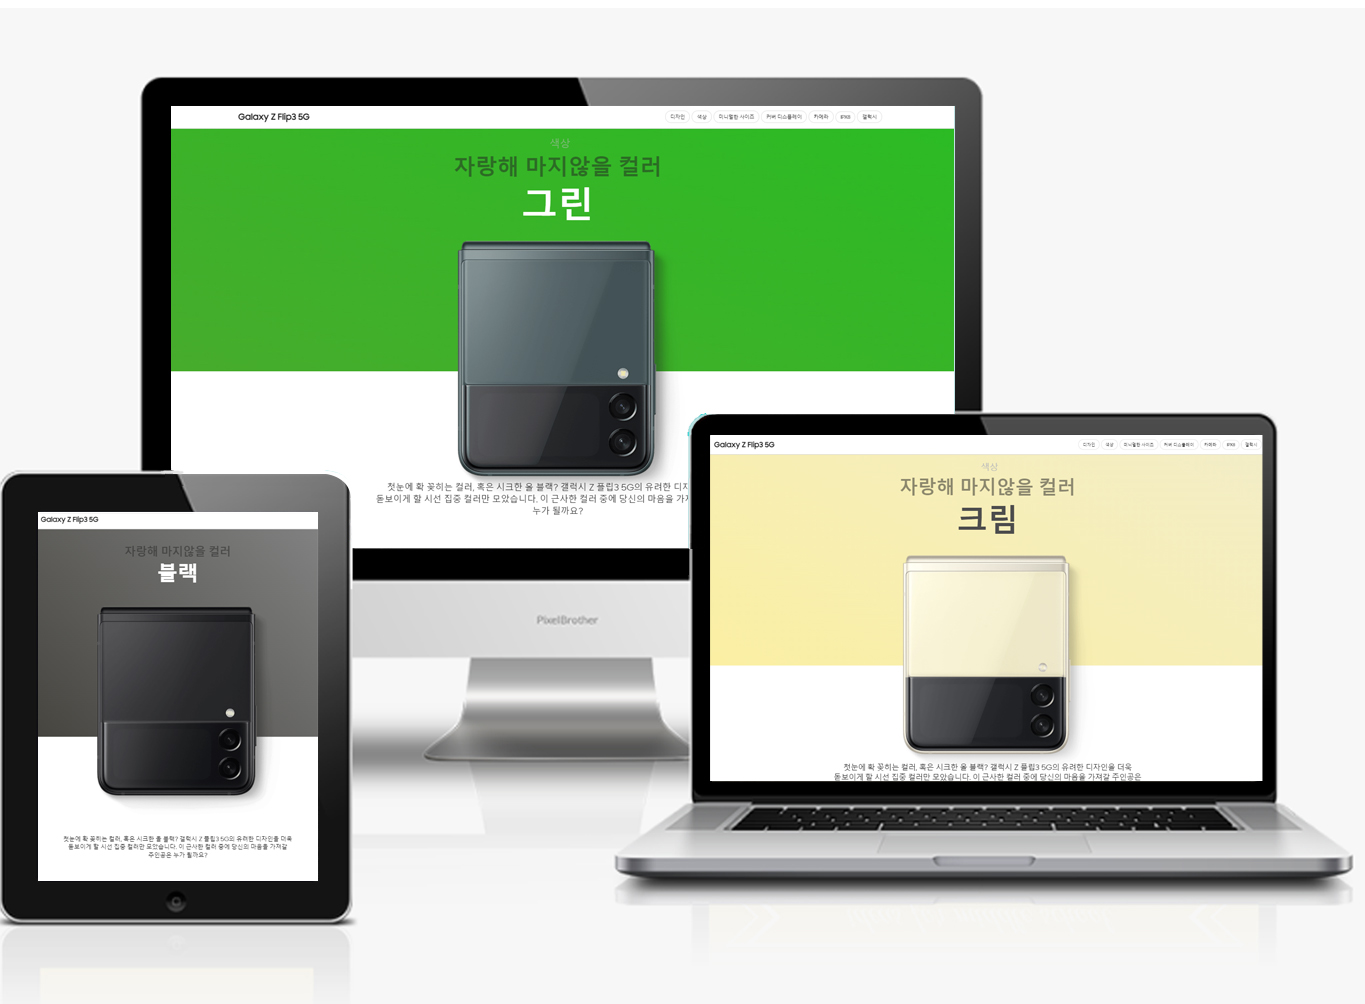 Galaxy Z Flip3 5G
디자인 색상 미니멀한 사이즈 커버 디스플레이 카메라 갤럭시
색상
자랑해 마지않을 컬러
그린
첫눈에 확 꽂히는 컬러, 혹은 시크한 올 블랙? 갤럭시 Z 플립3 5G의 유려한 디자
돋보이게 할 시선 집중 컬러만 모았습니다. 이 근사한 컬러 중에 당신의 마음을 가져
누가 될까요?
PixelBrother
Galaxy Z Flip3 5G
디자인 색상 미니멀한 사이즈 커버 디스플레이 카메라 갤럭시
색상
자랑해 마지않을 컬러
크림
첫눈에 확 꽂히는 컬러, 혹은 시크한 올 블랙? 갤럭시 Z 플립3 5G의 유려한 디자인을 더욱
돋보이게 할 시선 집중 컬러만 모았습니다. 이 근사한 컬러 중에 당신의 마음을 가져갈 주인공은
Galaxy Z Flip3 5G
자랑해 마지않을 컬러
블랙
첫눈에 확 꽂히는 컬러, 혹은 시크한 올 블랙? 갤럭시 Z 플립3 5G의 유려한 디자인을 더욱
돋보이게 할 시선 집중 컬러만 모았습니다. 이 근사한 컬러 중에 당신의 마음을 가져갈
주인공은 누가 될까요?